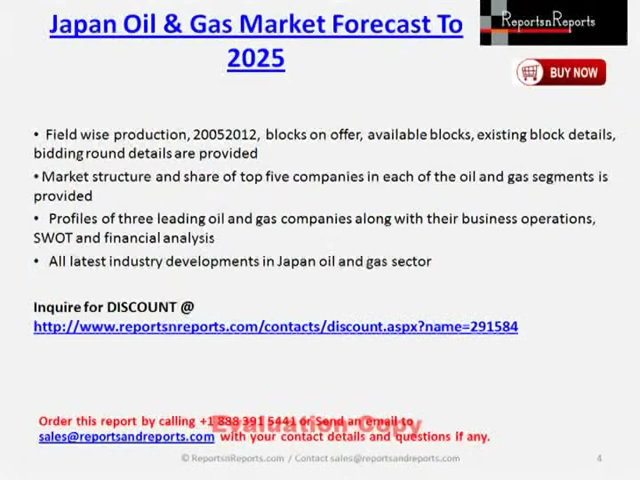 Japan Oil & Gas Market Forecast To
2025
ReportsnReports
BUY NOW
• Field wise production, 20052012, blocks on offer, available blocks, existing block details,
bidding round details are provided
• Market structure and share of top five companies in each of the oil and gas segments is
provided
• Profiles of three leading oil and gas companies along with their business operations,
SWOT and financial analysis
• All latest industry developments in Japan oil and gas sector
Inquire for DISCOUNT @
http://www.reportsnreports.com/contacts/discount.aspx?name=291584
Order this report by calling +1 888 391 5441 or Send an email to
Evaluation Copy
sales@reportsandreports.com with your contact details and questions if any.
© ReportsnReports.com / Contact sales@reportsandreports.com
4